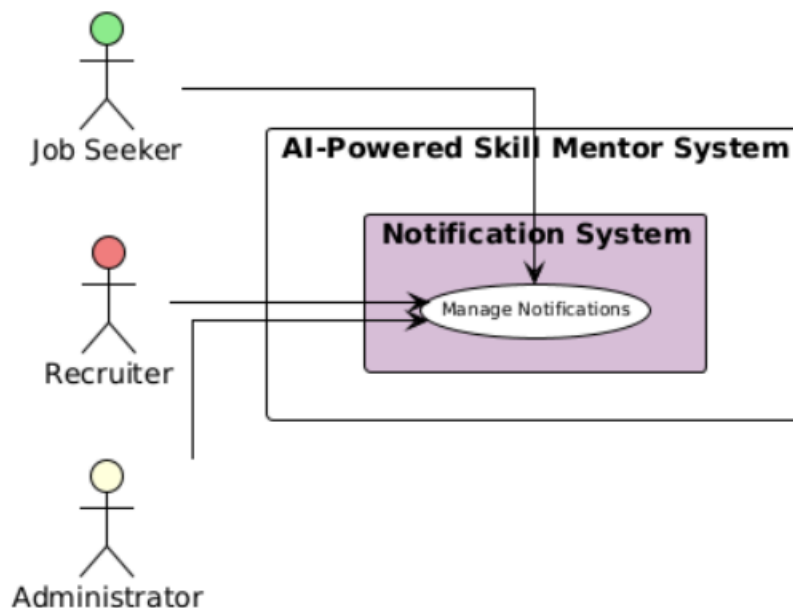 Job Seeker
AI-Powered Skill Mentor System
Notification System
Manage Notifications
Recruiter
Administrator